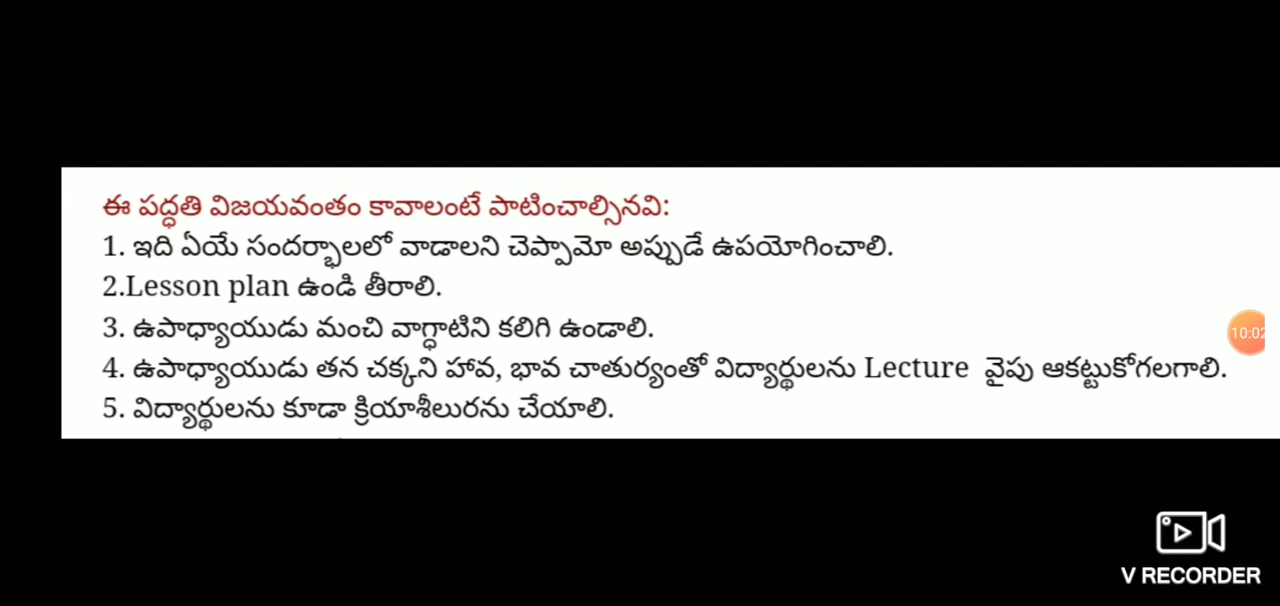 ఈ పద్ధతి విజయవంతం కావాలంటే పాటించాల్సినవి:
1. ఇది ఏయే సందర్భాలలో వాడాలని చెప్పామో అప్పుడే ఉపయోగించాలి.
2.Lesson plan ఉండి తీరాలి.
3. ఉపాధ్యాయుడు మంచి వాగ్ధాటిని కలిగి ఉండాలి.
4. ఉపాధ్యాయుడు తన చక్కని హావ, భావ చాతుర్యంతో విద్యార్థులను Lecture వైపు ఆకట్టుకోగలగాలి.
5. విద్యార్థులను కూడా క్రియాశీలురను చేయాలి.
10:02
V RECORDER